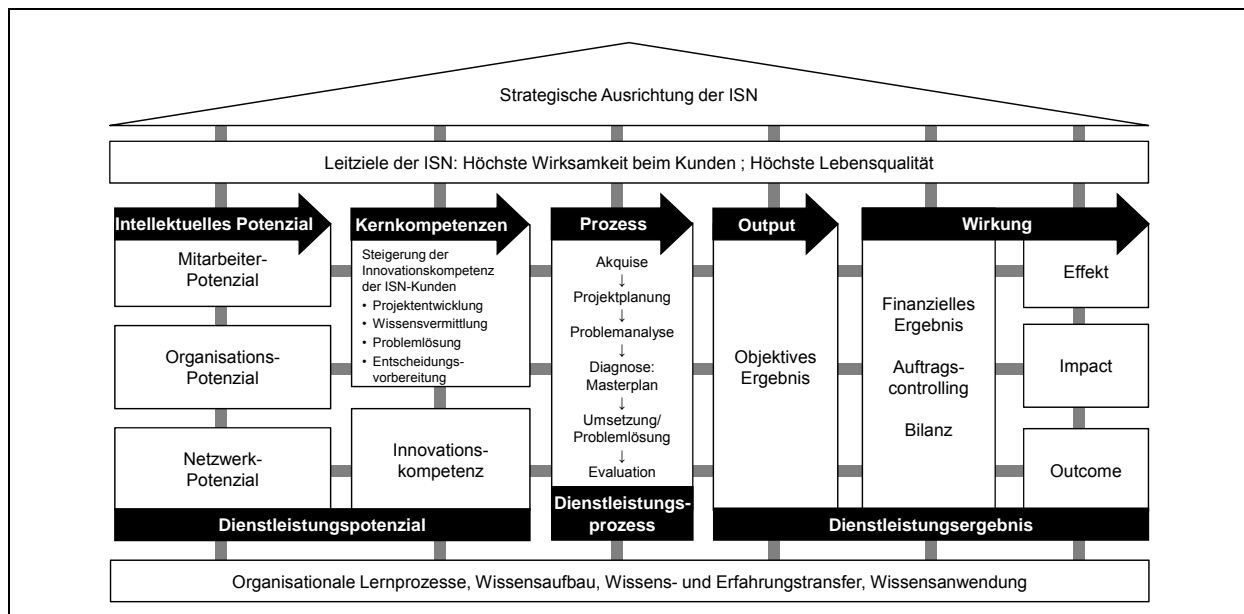 Strategische Ausrichtung der ISN
Leitziele der ISN: Höchste Wirksamkeit beim Kunden ; Höchste Lebensqualität
Intellektuelles Potenzial
Mitarbeiter-
Potenzial
Organisations-
Potenzial
Netzwerk-
Potenzial
Kernkompetenzen
Steigerung der
Innovationskompetenz
der ISN-Kunden
• Projektentwicklung
• Wissensvermittlung
• Problemlösung
• Entscheidungs-
vorbereitung
Innovations-
kompetenz
Dienstleistungspotenzial
Prozess
Akquise
↓
Projektplanung
↓
Problemanalyse
↓
Diagnose:
Masterplan
↓
Umsetzung/
Problemlösung
↓
Evaluation
Dienstleistungs-
prozess
Output
Objektives
Ergebnis
Wirkung
Finanzielles
Ergebnis
Auftrags-
controlling
Bilanz
Effekt
Impact
Outcome
Dienstleistungsergebnis
Organisationale Lernprozesse, Wissensaufbau, Wissens- und Erfahrungstransfer, Wissensanwendung